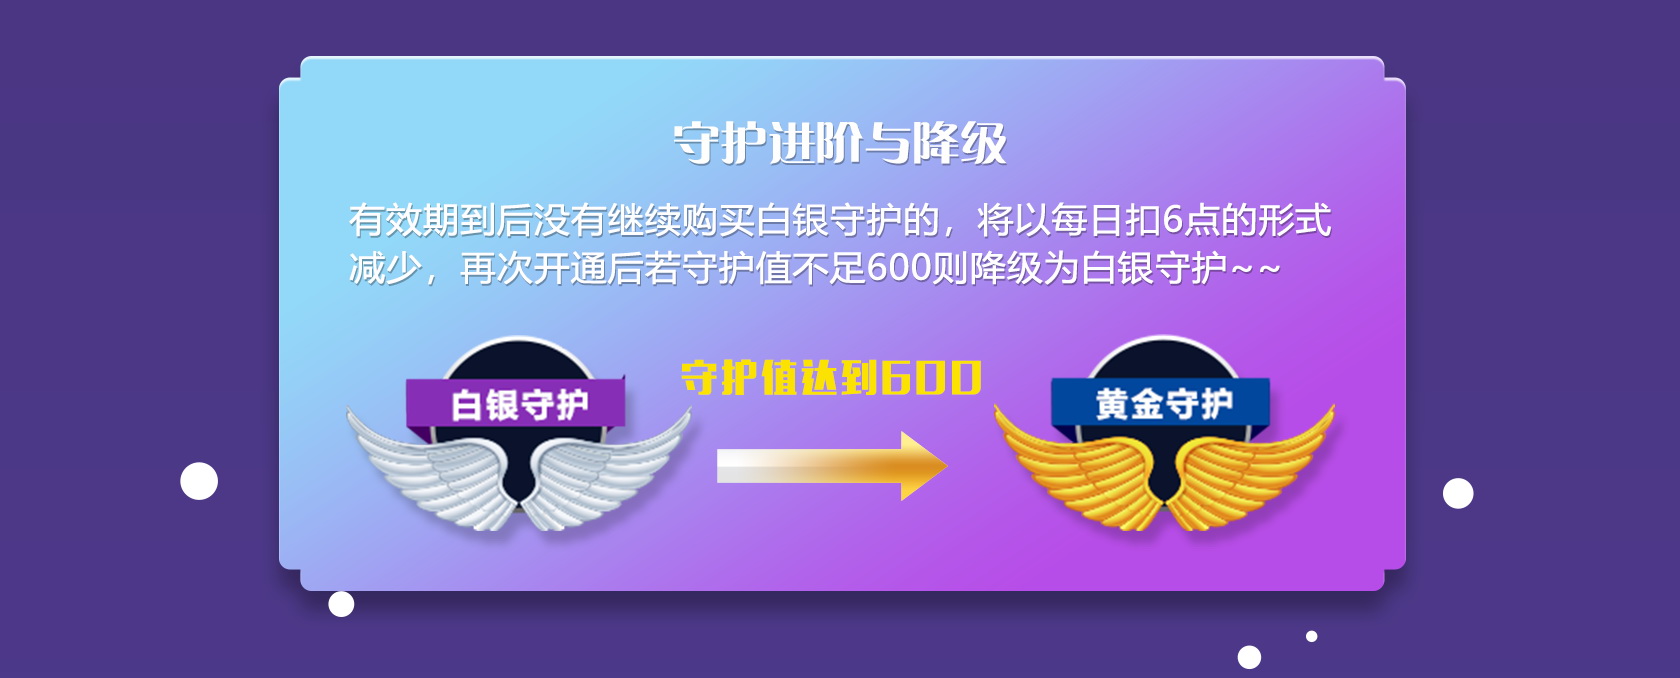 守护进阶与降级
有效期到后没有继续购买白银守护的，将以每日扣6点的形式
减少，再次开通后若守护值不足600则降级为白银守护~~
守护值达到600
白银守护
黄金守护